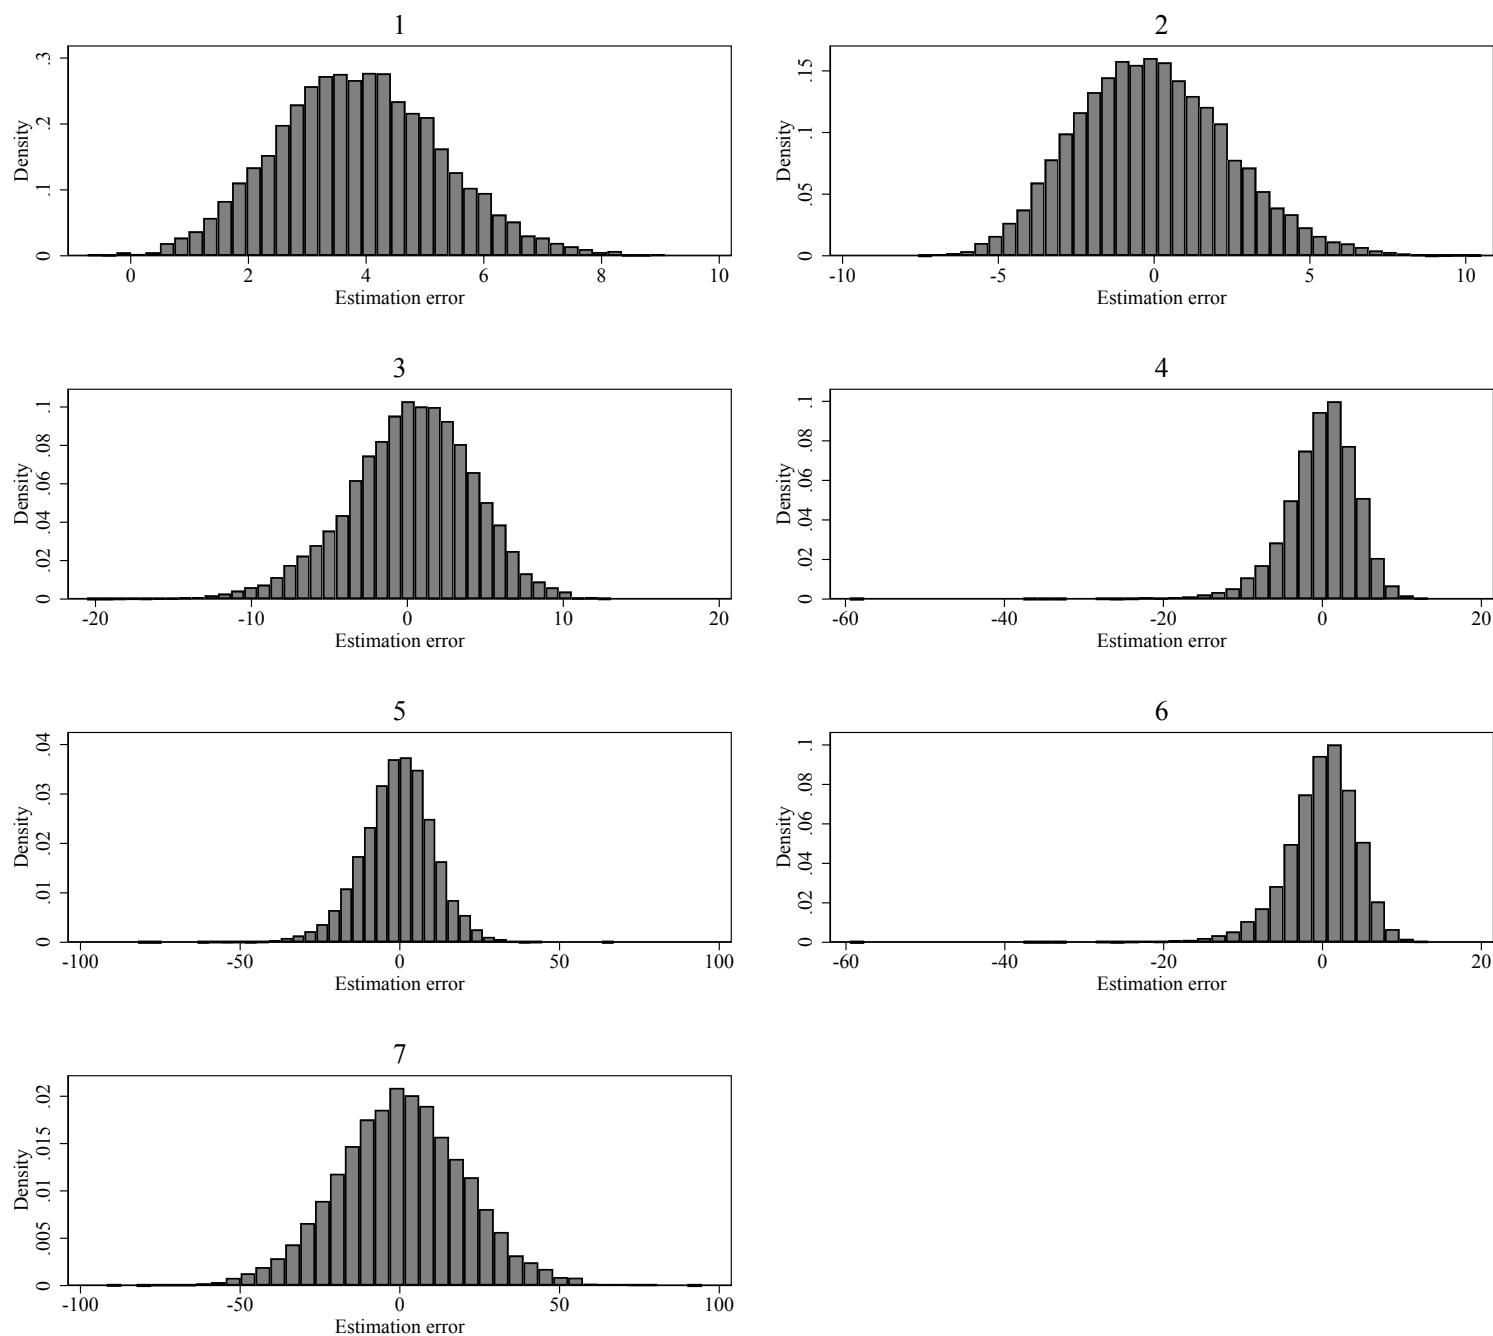 1
Density
0 .1 .2 .3
0 2 4 6 8 10
Estimation error
2
Density
0 .05 .1 .15
-10 -5 0 5 10
Estimation error
3
Density
0 .02 .04 .06 .08 .1
-20 -10 0 10 20
Estimation error
4
Density
0 .02 .04 .06 .08 .1
-60 -40 -20 0 20
Estimation error
5
Density
0 .01 .02 .03 .04
-100 -50 0 50 100
Estimation error
6
Density
0 .02 .04 .06 .08 .1
-60 -40 -20 0 20
Estimation error
7
Density
0 .005 .01 .015 .02
-100 -50 0 50 100
Estimation error